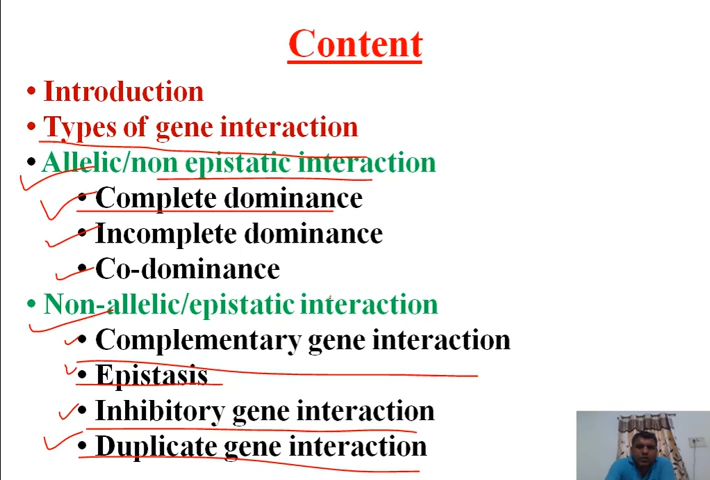 Content
• Introduction
• Types of gene interaction
• Allelic/non epistatic interaction
• Complete dominance
• Incomplete dominance
• Co-dominance
• Non-allelic/epistatic interaction
• Complementary gene interaction
• Epistasis
• Inhibitory gene interaction
• Duplicate gene interaction